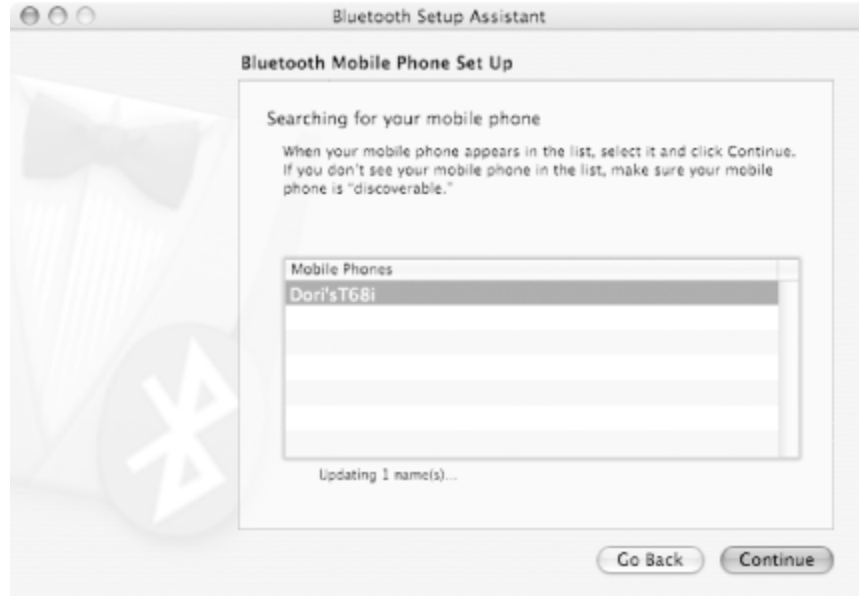 Bluetooth Setup Assistant
Bluetooth Mobile Phone Set Up
Searching for your mobile phone
When your mobile phone appears in the list, select it and click Continue.
If you don't see your mobile phone in the list, make sure your mobile
phone is "discoverable."
Mobile Phones
Dori'sT68i
Updating 1 name(s)...
Go Back
Continue